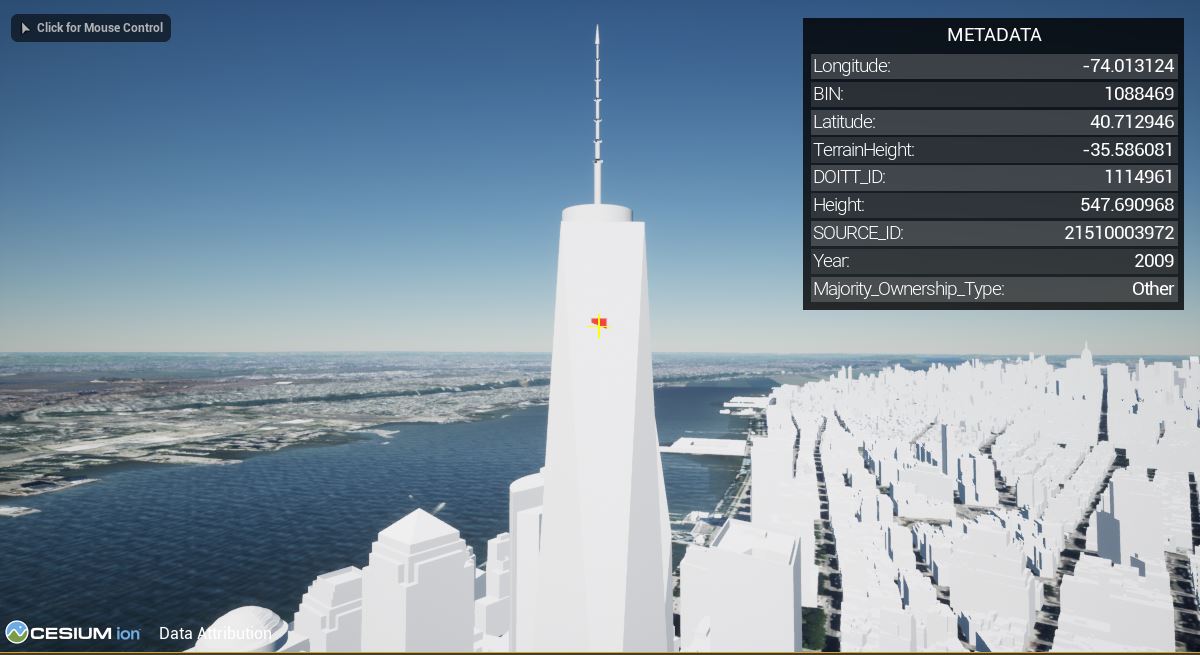 Click for Mouse Control
METADATA
Longitude: -74.013124
BIN: 1088469
Latitude: 40.712946
TerrainHeight: -35.586081
DOITT_ID: 1114961
Height: 547.690968
SOURCE_ID: 21510003972
Year: 2009
Majority_Ownership_Type: Other
CESIUM ion Data Attribution